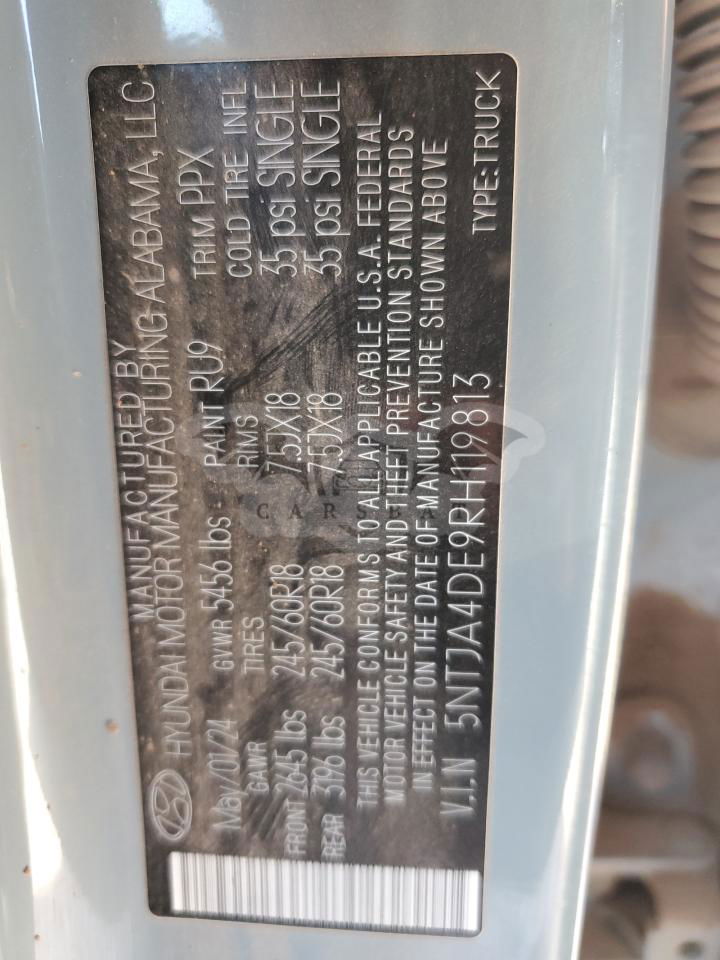 MANUFACTURED BY
HYUNDAI MOTOR MANUFACTURING ALABAMA, LLC
May/01/24 GVWR 5456 lbs PAINT RU9 TRIM PPX
GAWR TIRES RIMS COLD TIRE INFL
FRONT 2645 lbs 245/60R18 7.5JX18 35 psi SINGLE
REAR 3196 lbs 245/60R18 7.5JX18 35 psi SINGLE
THIS VEHICLE CONFORMS TO ALL APPLICABLE U.S.A. FEDERAL
MOTOR VEHICLE SAFETY AND THEFT PREVENTION STANDARDS
IN EFFECT ON THE DATE OF MANUFACTURE SHOWN ABOVE
V.I.N 5NTJA4DE9RH119813 TYPE:TRUCK